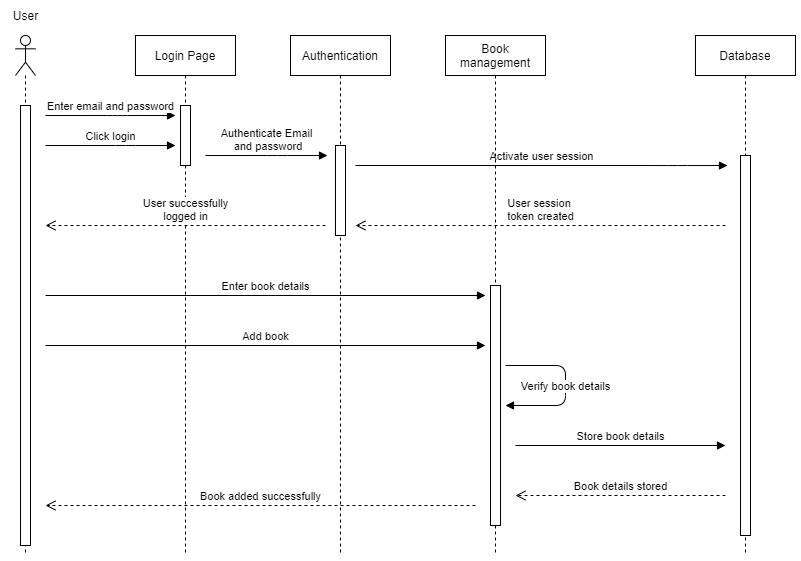 User
Login Page
Authentication
Book
management
Database
Enter email and password
Click login
Authenticate Email
and password
Activate user session
User successfully
logged in
User session
token created
Enter book details
Add book
Verify book details
Store book details
Book details stored
Book added successfully